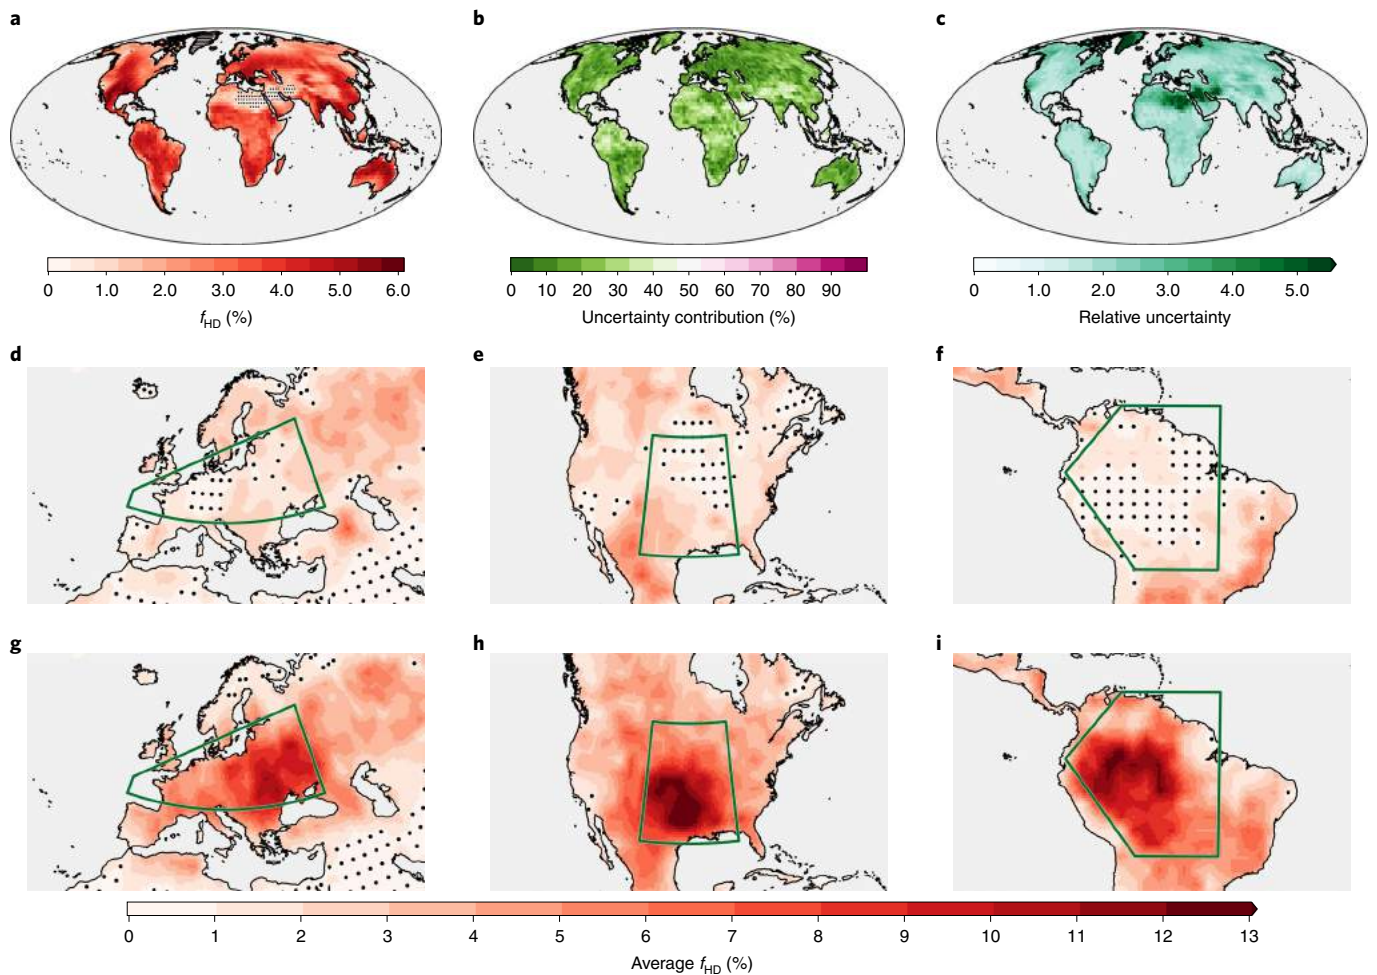 a
b
c
0 1.0 2.0 3.0 4.0 5.0 6.0
f_HD (%)
0 10 20 30 40 50 60 70 80 90
Uncertainty contribution (%)
0 1.0 2.0 3.0 4.0 5.0
Relative uncertainty
d
e
f
g
h
i
0 1 2 3 4 5 6 7 8 9 10 11 12 13
Average f_HD (%)